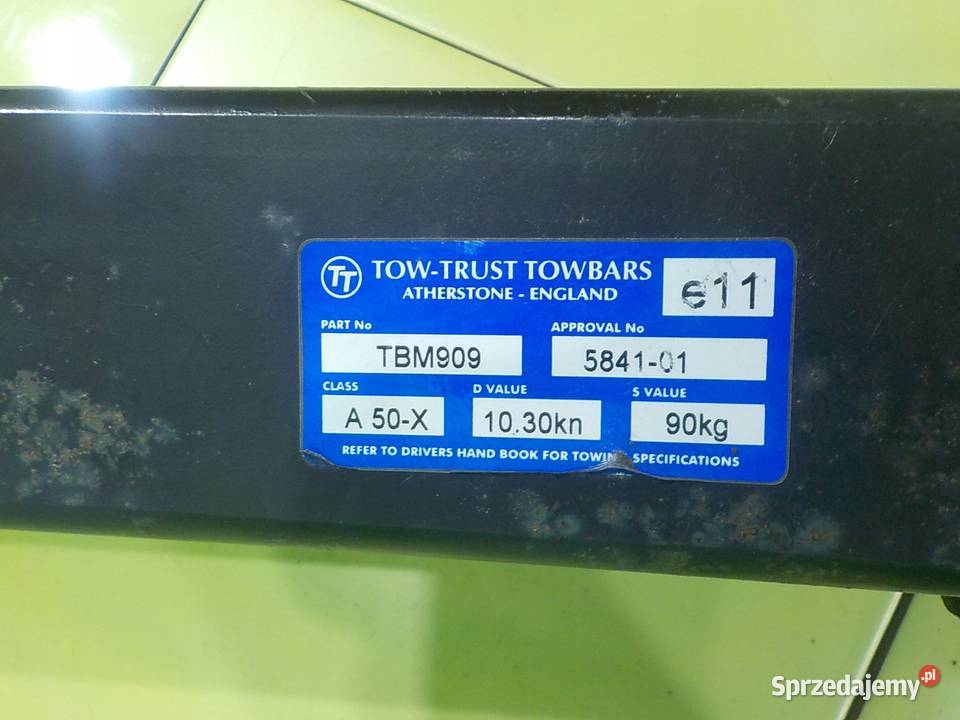 TT TOW-TRUST TOWBARS
ATHERSTONE - ENGLAND
e11
PART No
APPROVAL No
TBM909
5841-01
CLASS
D VALUE
S VALUE
A 50-X
10.30kn
90kg
REFER TO DRIVERS HAND BOOK FOR TOWIN SPECIFICATIONS
Sprzedajemy.pl